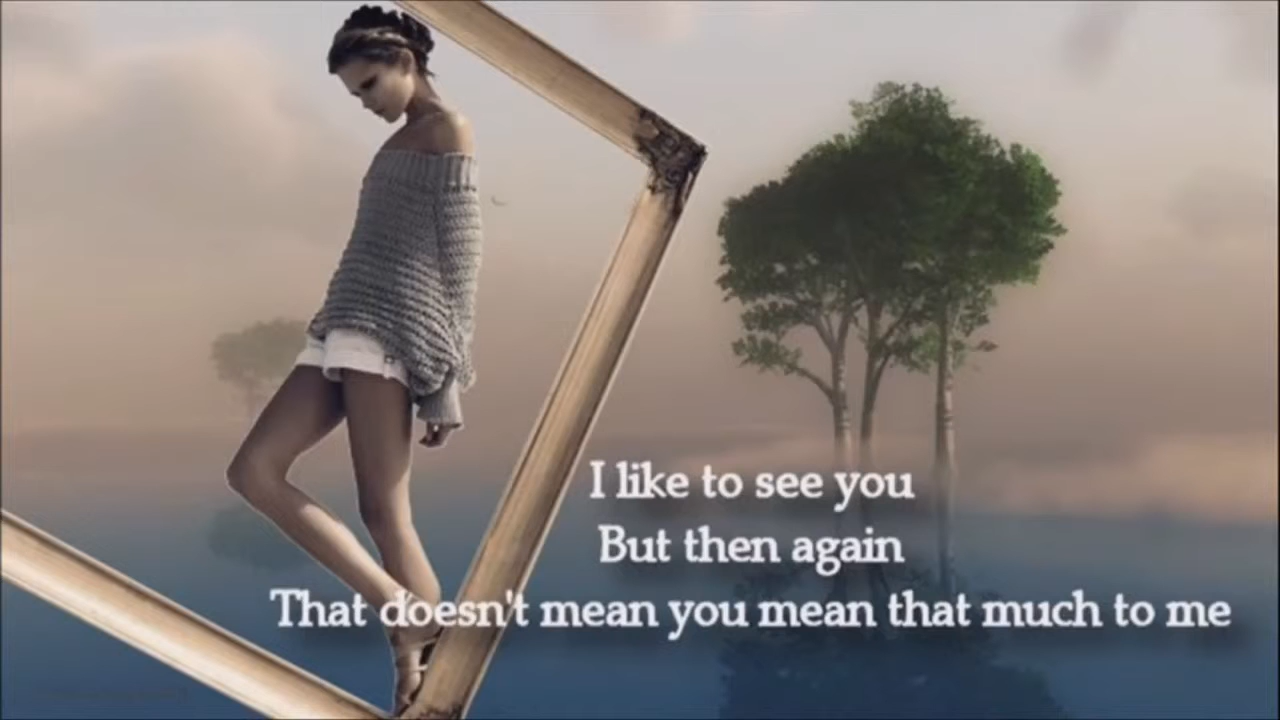 I like to see you
But then again
That doesn't mean you mean that much to me